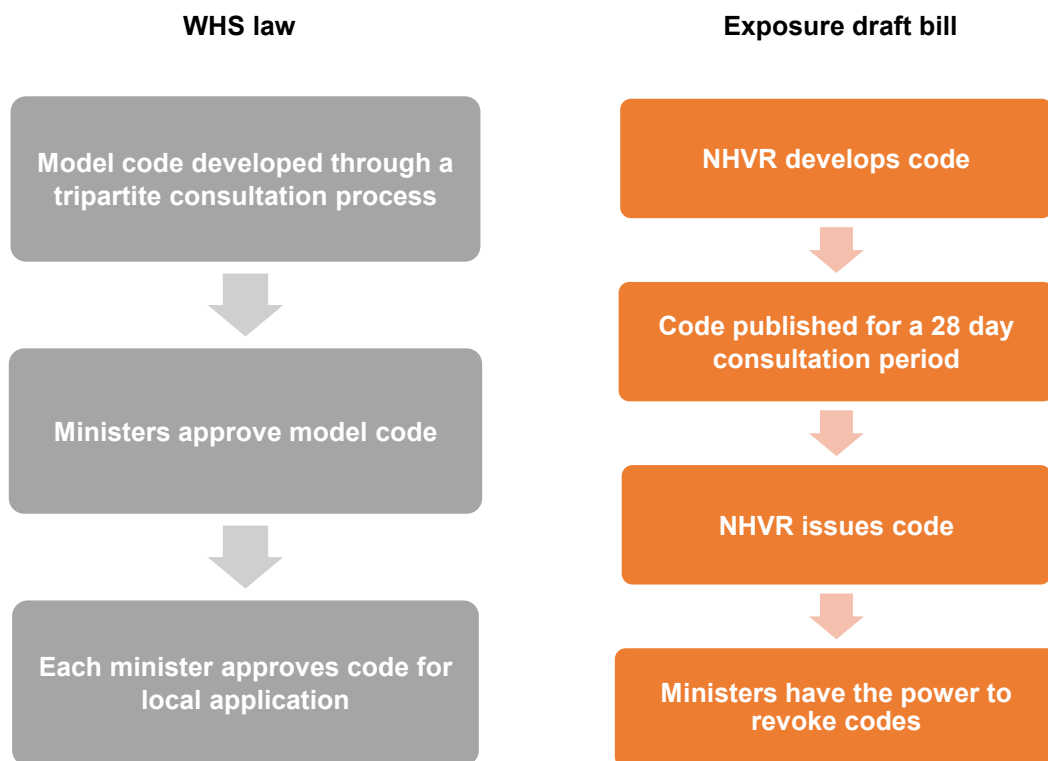 WHS law
Model code developed through a
tripartite consultation process
Ministers approve model code
Each minister approves code for
local application
Exposure draft bill
NHVR develops code
Code published for a 28 day
consultation period
NHVR issues code
Ministers have the power to
revoke codes